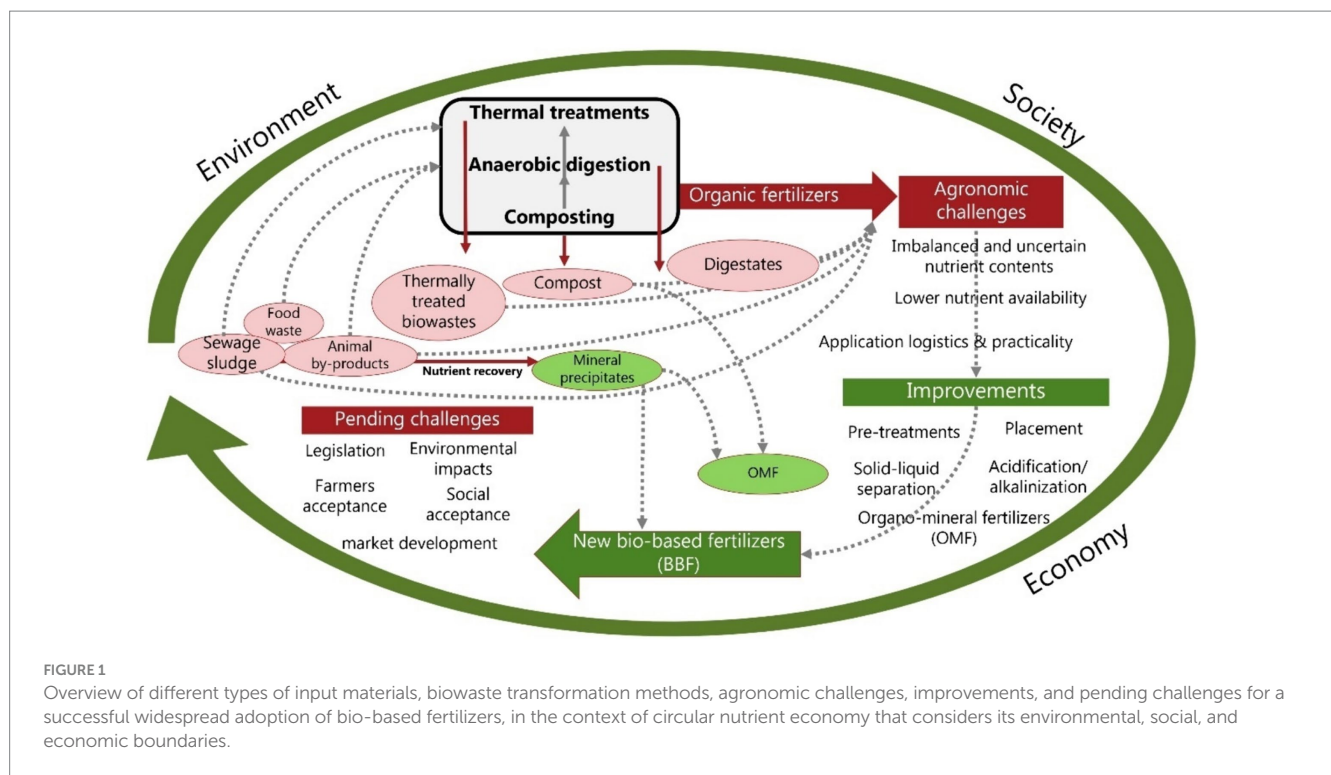 Environment
Society
Economy
Thermal treatments
Anaerobic digestion
Composting
Organic fertilizers
Agronomic
challenges
Imbalanced and uncertain
nutrient contents
Lower nutrient availability
Application logistics & practicality
Digestates
Compost
Thermally
treated
biowastes
Food
waste
Sewage
sludge
Animal
by-products
Nutrient recovery
Mineral
precipitates
Improvements
Pre-treatments
Placement
Solid-liquid
separation
Acidification/
alkalinization
Organo-mineral fertilizers
(OMF)
OMF
Pending challenges
Legislation
Environmental
impacts
Farmers
acceptance
Social
acceptance
market development
New bio-based fertilizers
(BBF)
FIGURE 1
Overview of different types of input materials, biowaste transformation methods, agronomic challenges, improvements, and pending challenges for a
successful widespread adoption of bio-based fertilizers, in the context of circular nutrient economy that considers its environmental, social, and
economic boundaries.